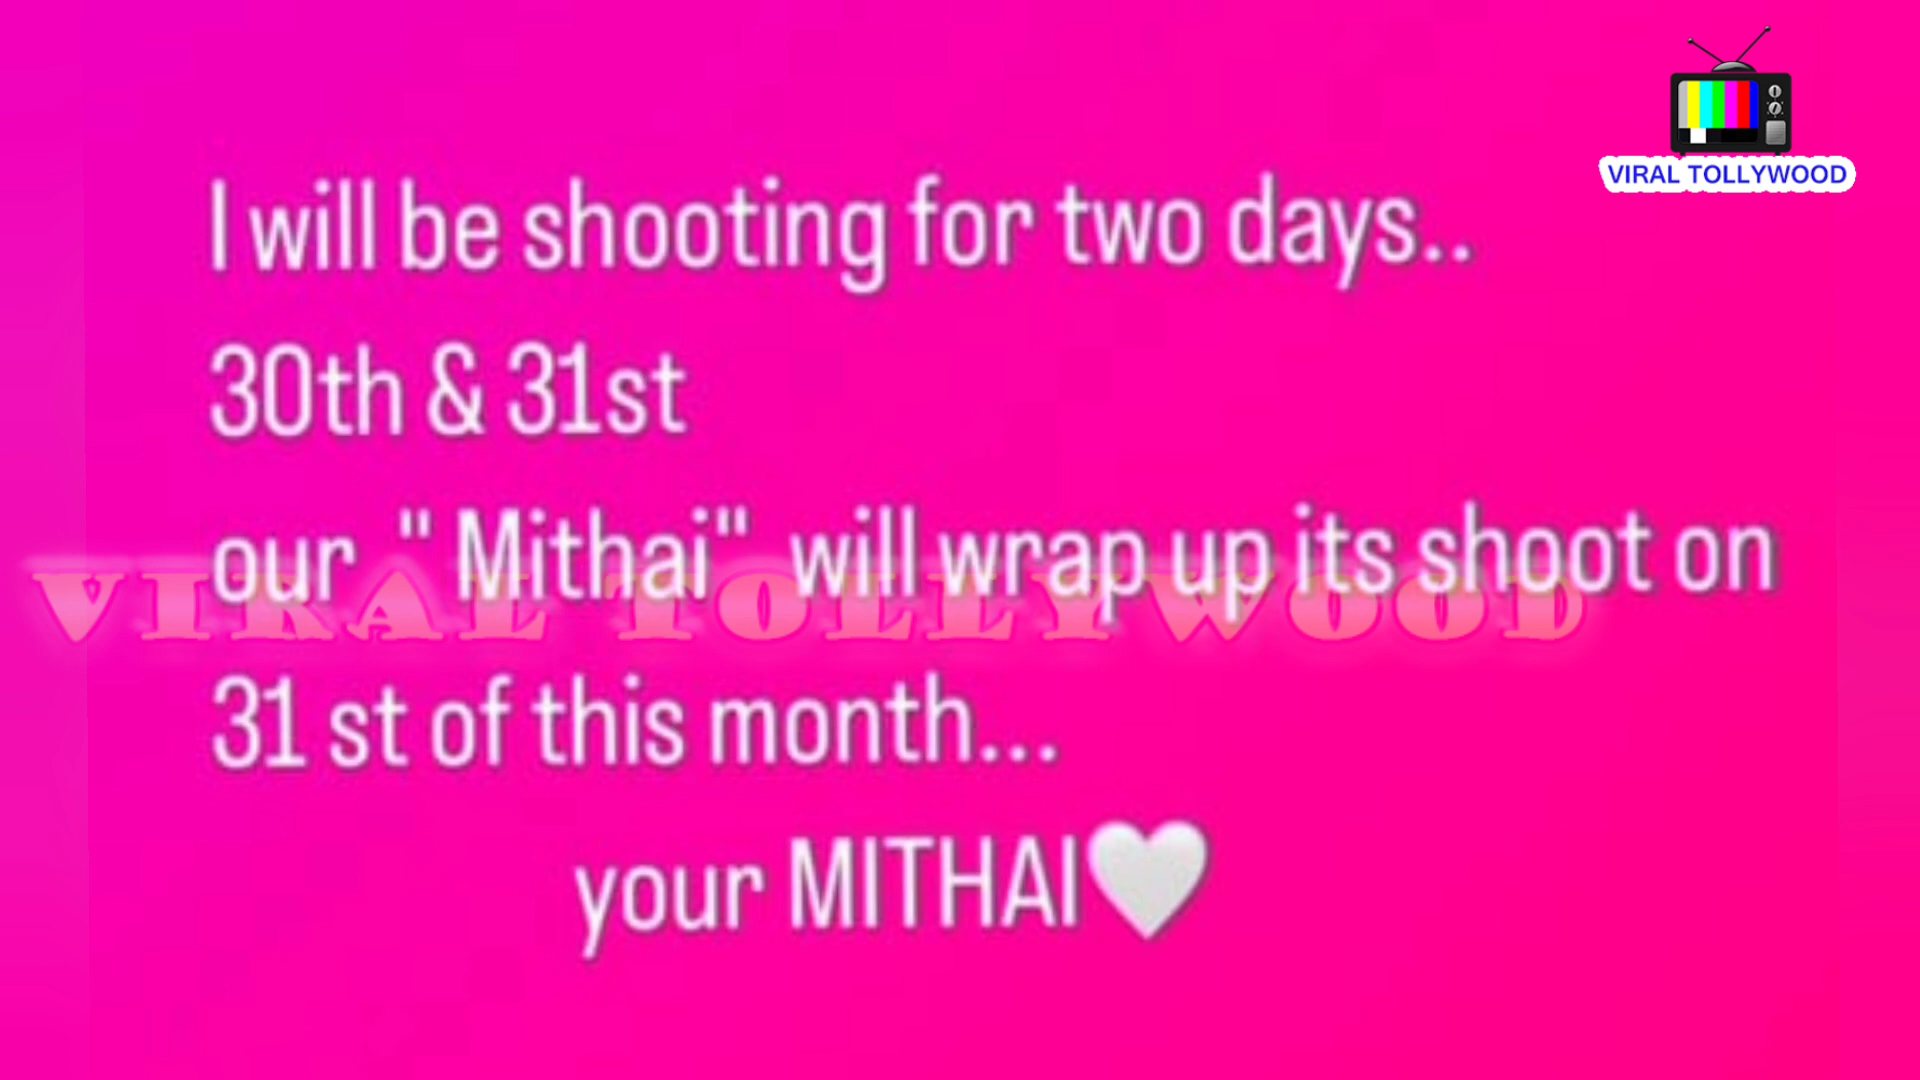 VIRAL TOLLYWOOD
I will be shooting for two days..
30th & 31st
our " Mithai" will wrap up its shoot on
VIRAL TOLLYWOOD
31 st of this month...
your MITHAI🤍